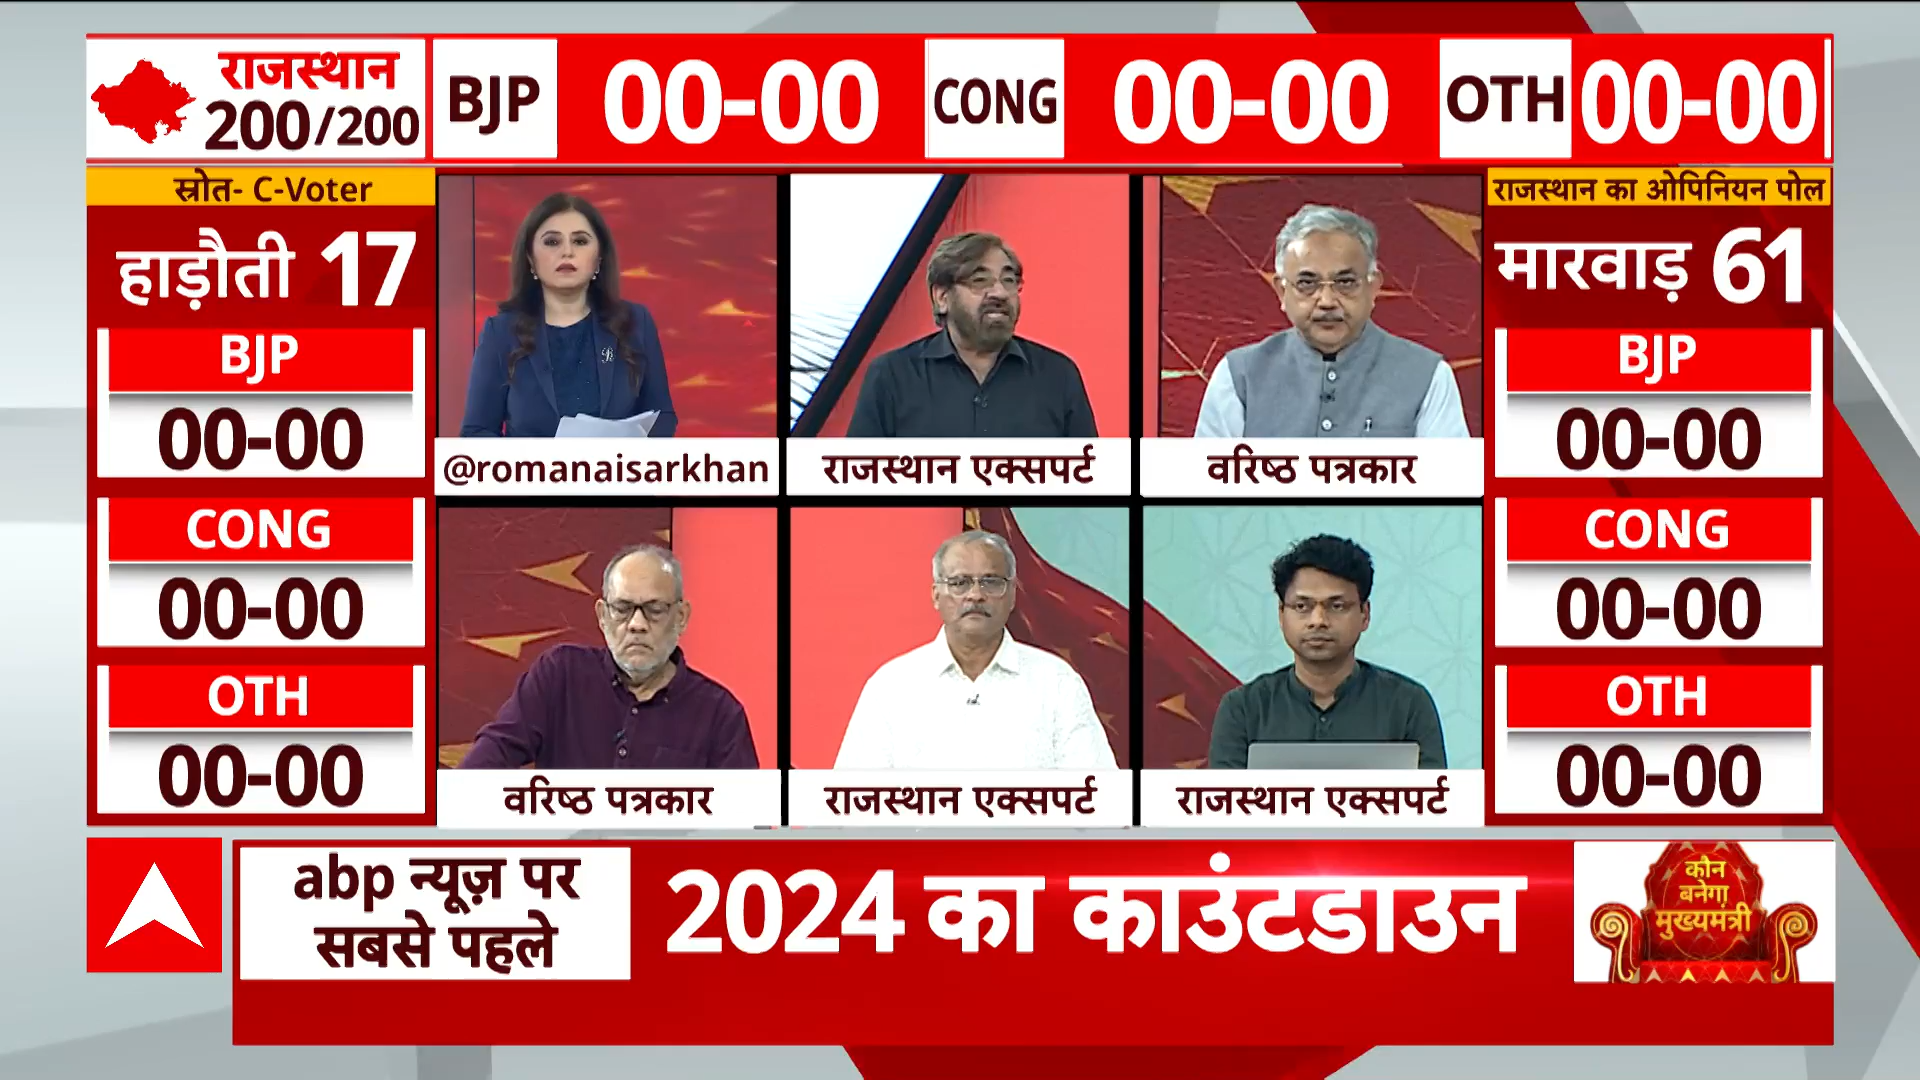 राजस्थान
200/200
BJP 00-00 CONG 00-00 OTH 00-00
स्रोत- C-Voter
हाड़ौती 17
BJP
00-00
CONG
00-00
OTH
00-00
@romanaisarkhan
राजस्थान एक्सपर्ट
वरिष्ठ पत्रकार
वरिष्ठ पत्रकार
राजस्थान एक्सपर्ट
राजस्थान एक्सपर्ट
राजस्थान का ओपिनियन पोल
मारवाड़ 61
BJP
00-00
CONG
00-00
OTH
00-00
abp न्यूज़ पर
सबसे पहले
2024 का काउंटडाउन
कौन
बनेगा
मुख्यमंत्री